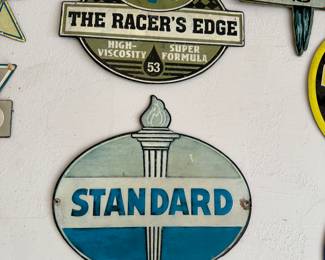 THE RACER'S EDGE
HIGH-VISCOSITY
SUPER FORMULA
53
STANDARD